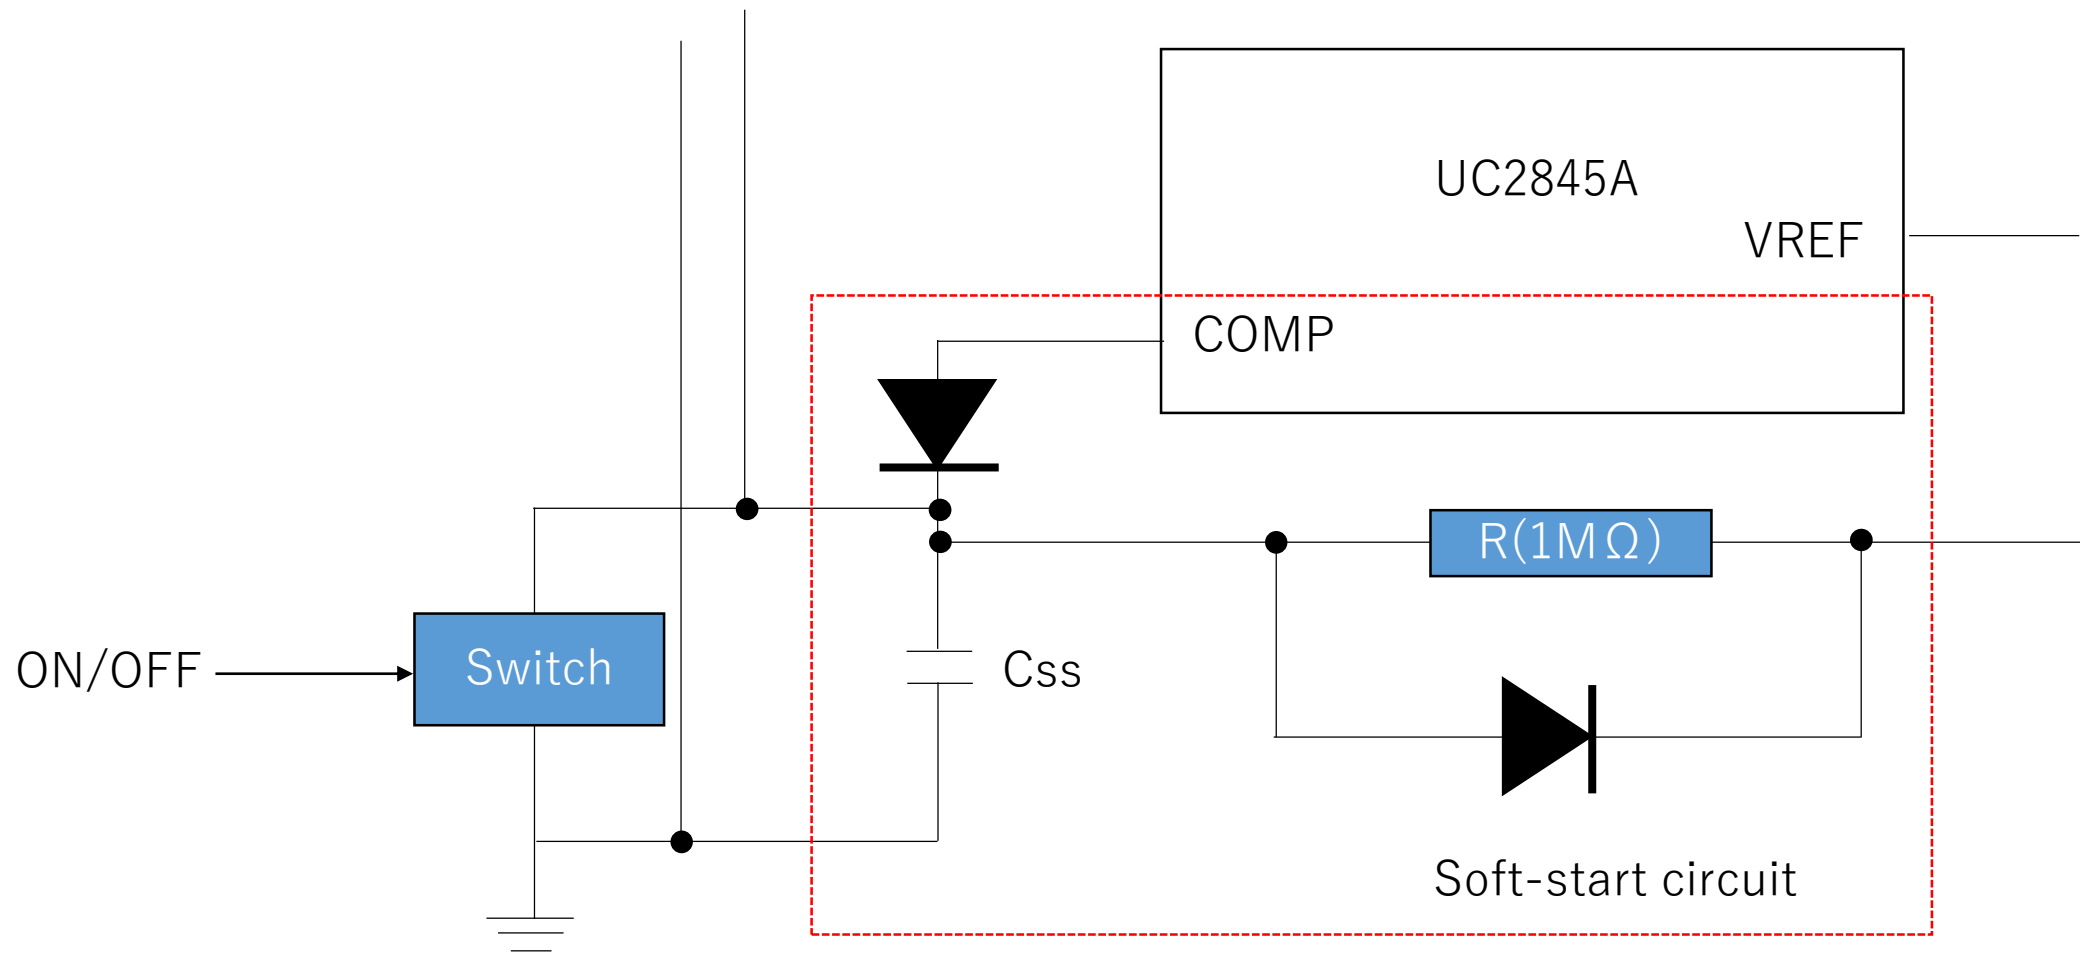 UC2845A
VREF
COMP
R(1MΩ)
ON/OFF
Switch
Css
Soft-start circuit